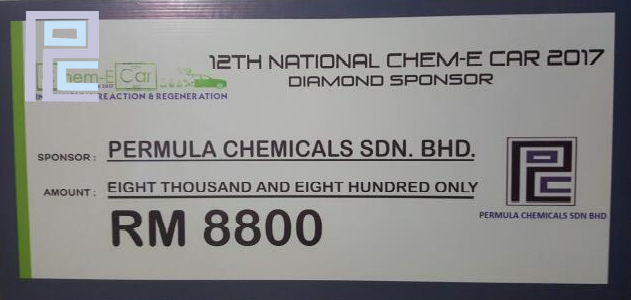 12TH NATIONAL CHEM-E CAR 2017
DIAMOND SPONSOR
Chem-E Car
REACTION & REGENERATION
SPONSOR : PERMULA CHEMICALS SDN. BHD.
AMOUNT : EIGHT THOUSAND AND EIGHT HUNDRED ONLY
RM 8800
PERMULA CHEMICALS SDN BHD